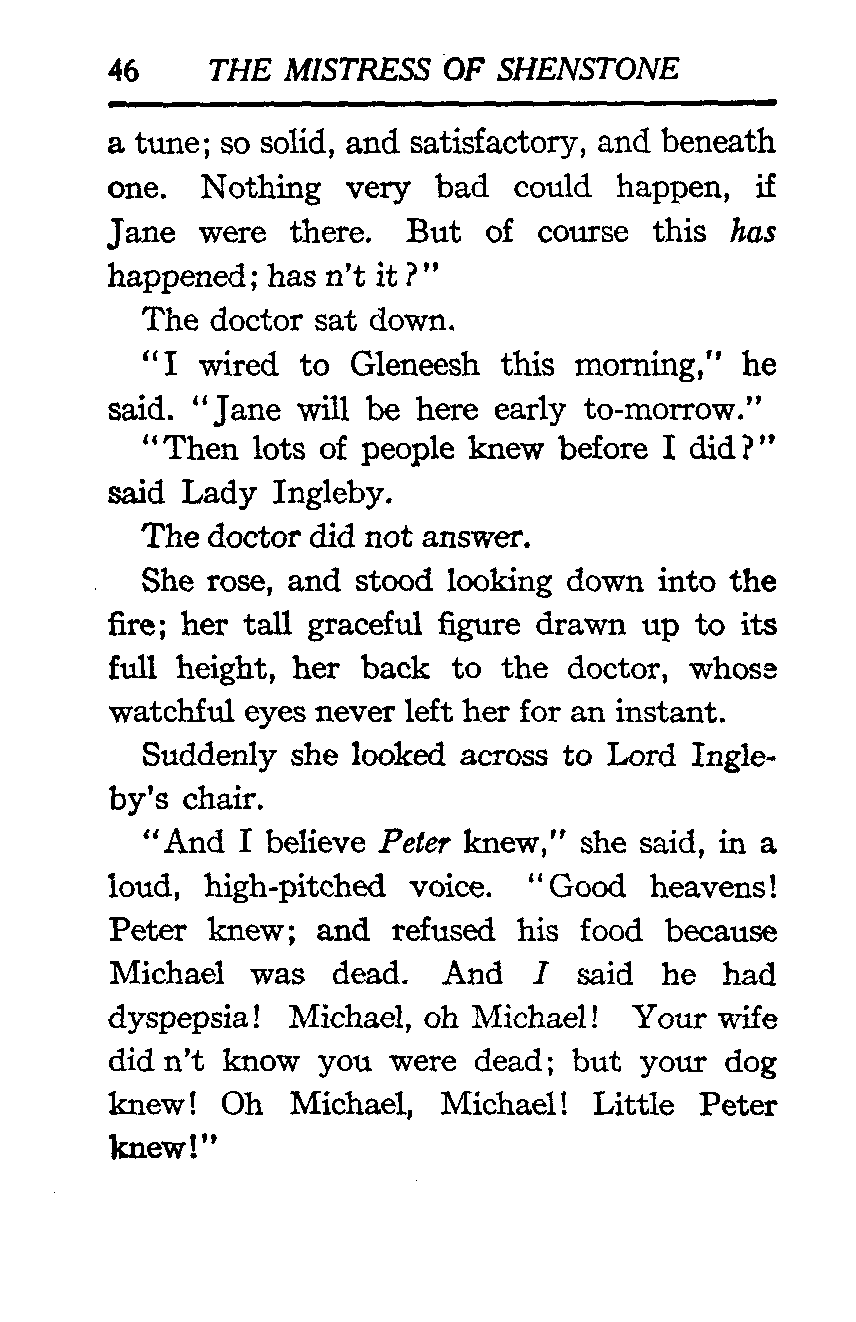 46 THE MISTRESS OF SHENSTONE
a tune; so solid, and satisfactory, and beneath
one. Nothing very bad could happen, if
Jane were there. But of course this has
happened; has n't it?"
The doctor sat down.
"I wired to Gleneesh this morning," he
said. "Jane will be here early to-morrow."
"Then lots of people knew before I did?"
said Lady Ingleby.
The doctor did not answer.
She rose, and stood looking down into the
fire; her tall graceful figure drawn up to its
full height, her back to the doctor, whose
watchful eyes never left her for an instant.
Suddenly she looked across to Lord Ingle-
by's chair.
"And I believe Peter knew," she said, in a
loud, high-pitched voice. "Good heavens!
Peter knew; and refused his food because
Michael was dead. And I said he had
dyspepsia! Michael, oh Michael! Your wife
did n't know you were dead; but your dog
knew! Oh Michael, Michael! Little Peter
knew!"